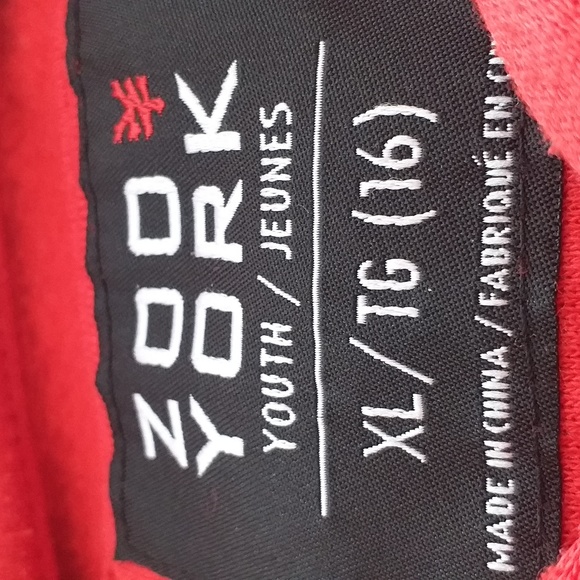 ZOO
YORK
YOUTH / JEUNES
XL / TG (16)
MADE IN CHINA / FABRIQUÉ EN